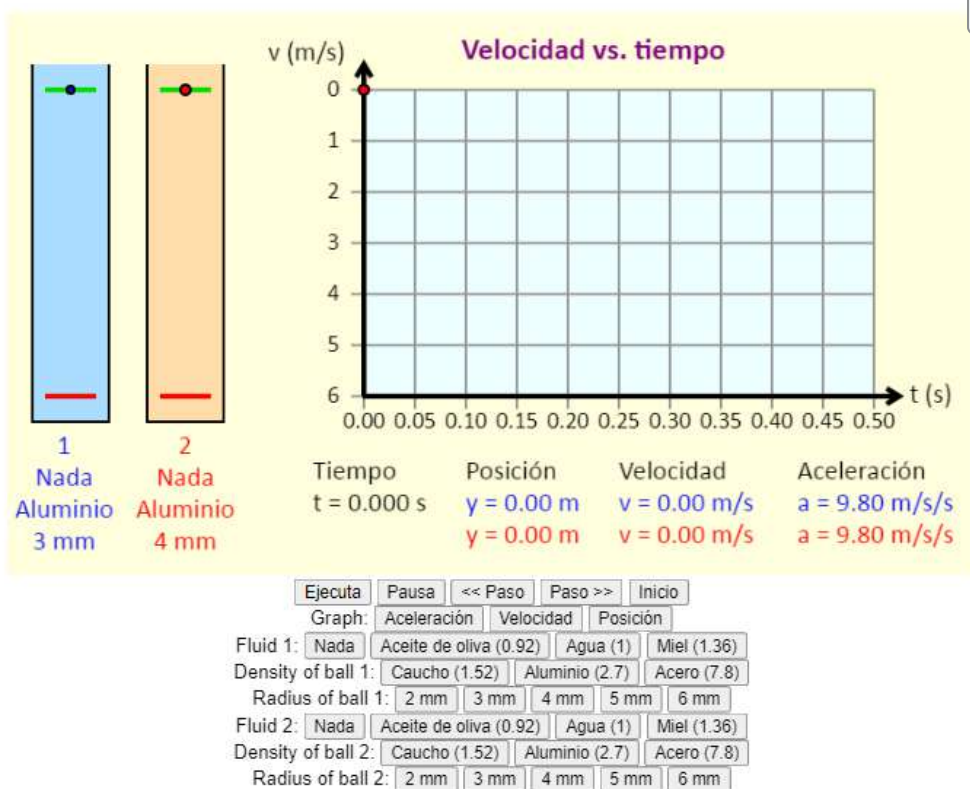 v (m/s)
Velocidad vs. tiempo
0
1
2
3
4
5
6
t (s)
0.00 0.05 0.10 0.15 0.20 0.25 0.30 0.35 0.40 0.45 0.50
1
Nada
Aluminio
3 mm
2
Nada
Aluminio
4 mm
Tiempo Posición Velocidad Aceleración
t = 0.000 s y = 0.00 m v = 0.00 m/s a = 9.80 m/s/s
y = 0.00 m v = 0.00 m/s a = 9.80 m/s/s
Ejecuta Pausa << Paso Paso >> Inicio
Graph: Aceleración Velocidad Posición
Fluid 1: Nada Aceite de oliva (0.92) Agua (1) Miel (1.36)
Density of ball 1: Caucho (1.52) Aluminio (2.7) Acero (7.8)
Radius of ball 1: 2 mm 3 mm 4 mm 5 mm 6 mm
Fluid 2: Nada Aceite de oliva (0.92) Agua (1) Miel (1.36)
Density of ball 2: Caucho (1.52) Aluminio (2.7) Acero (7.8)
Radius of ball 2: 2 mm 3 mm 4 mm 5 mm 6 mm